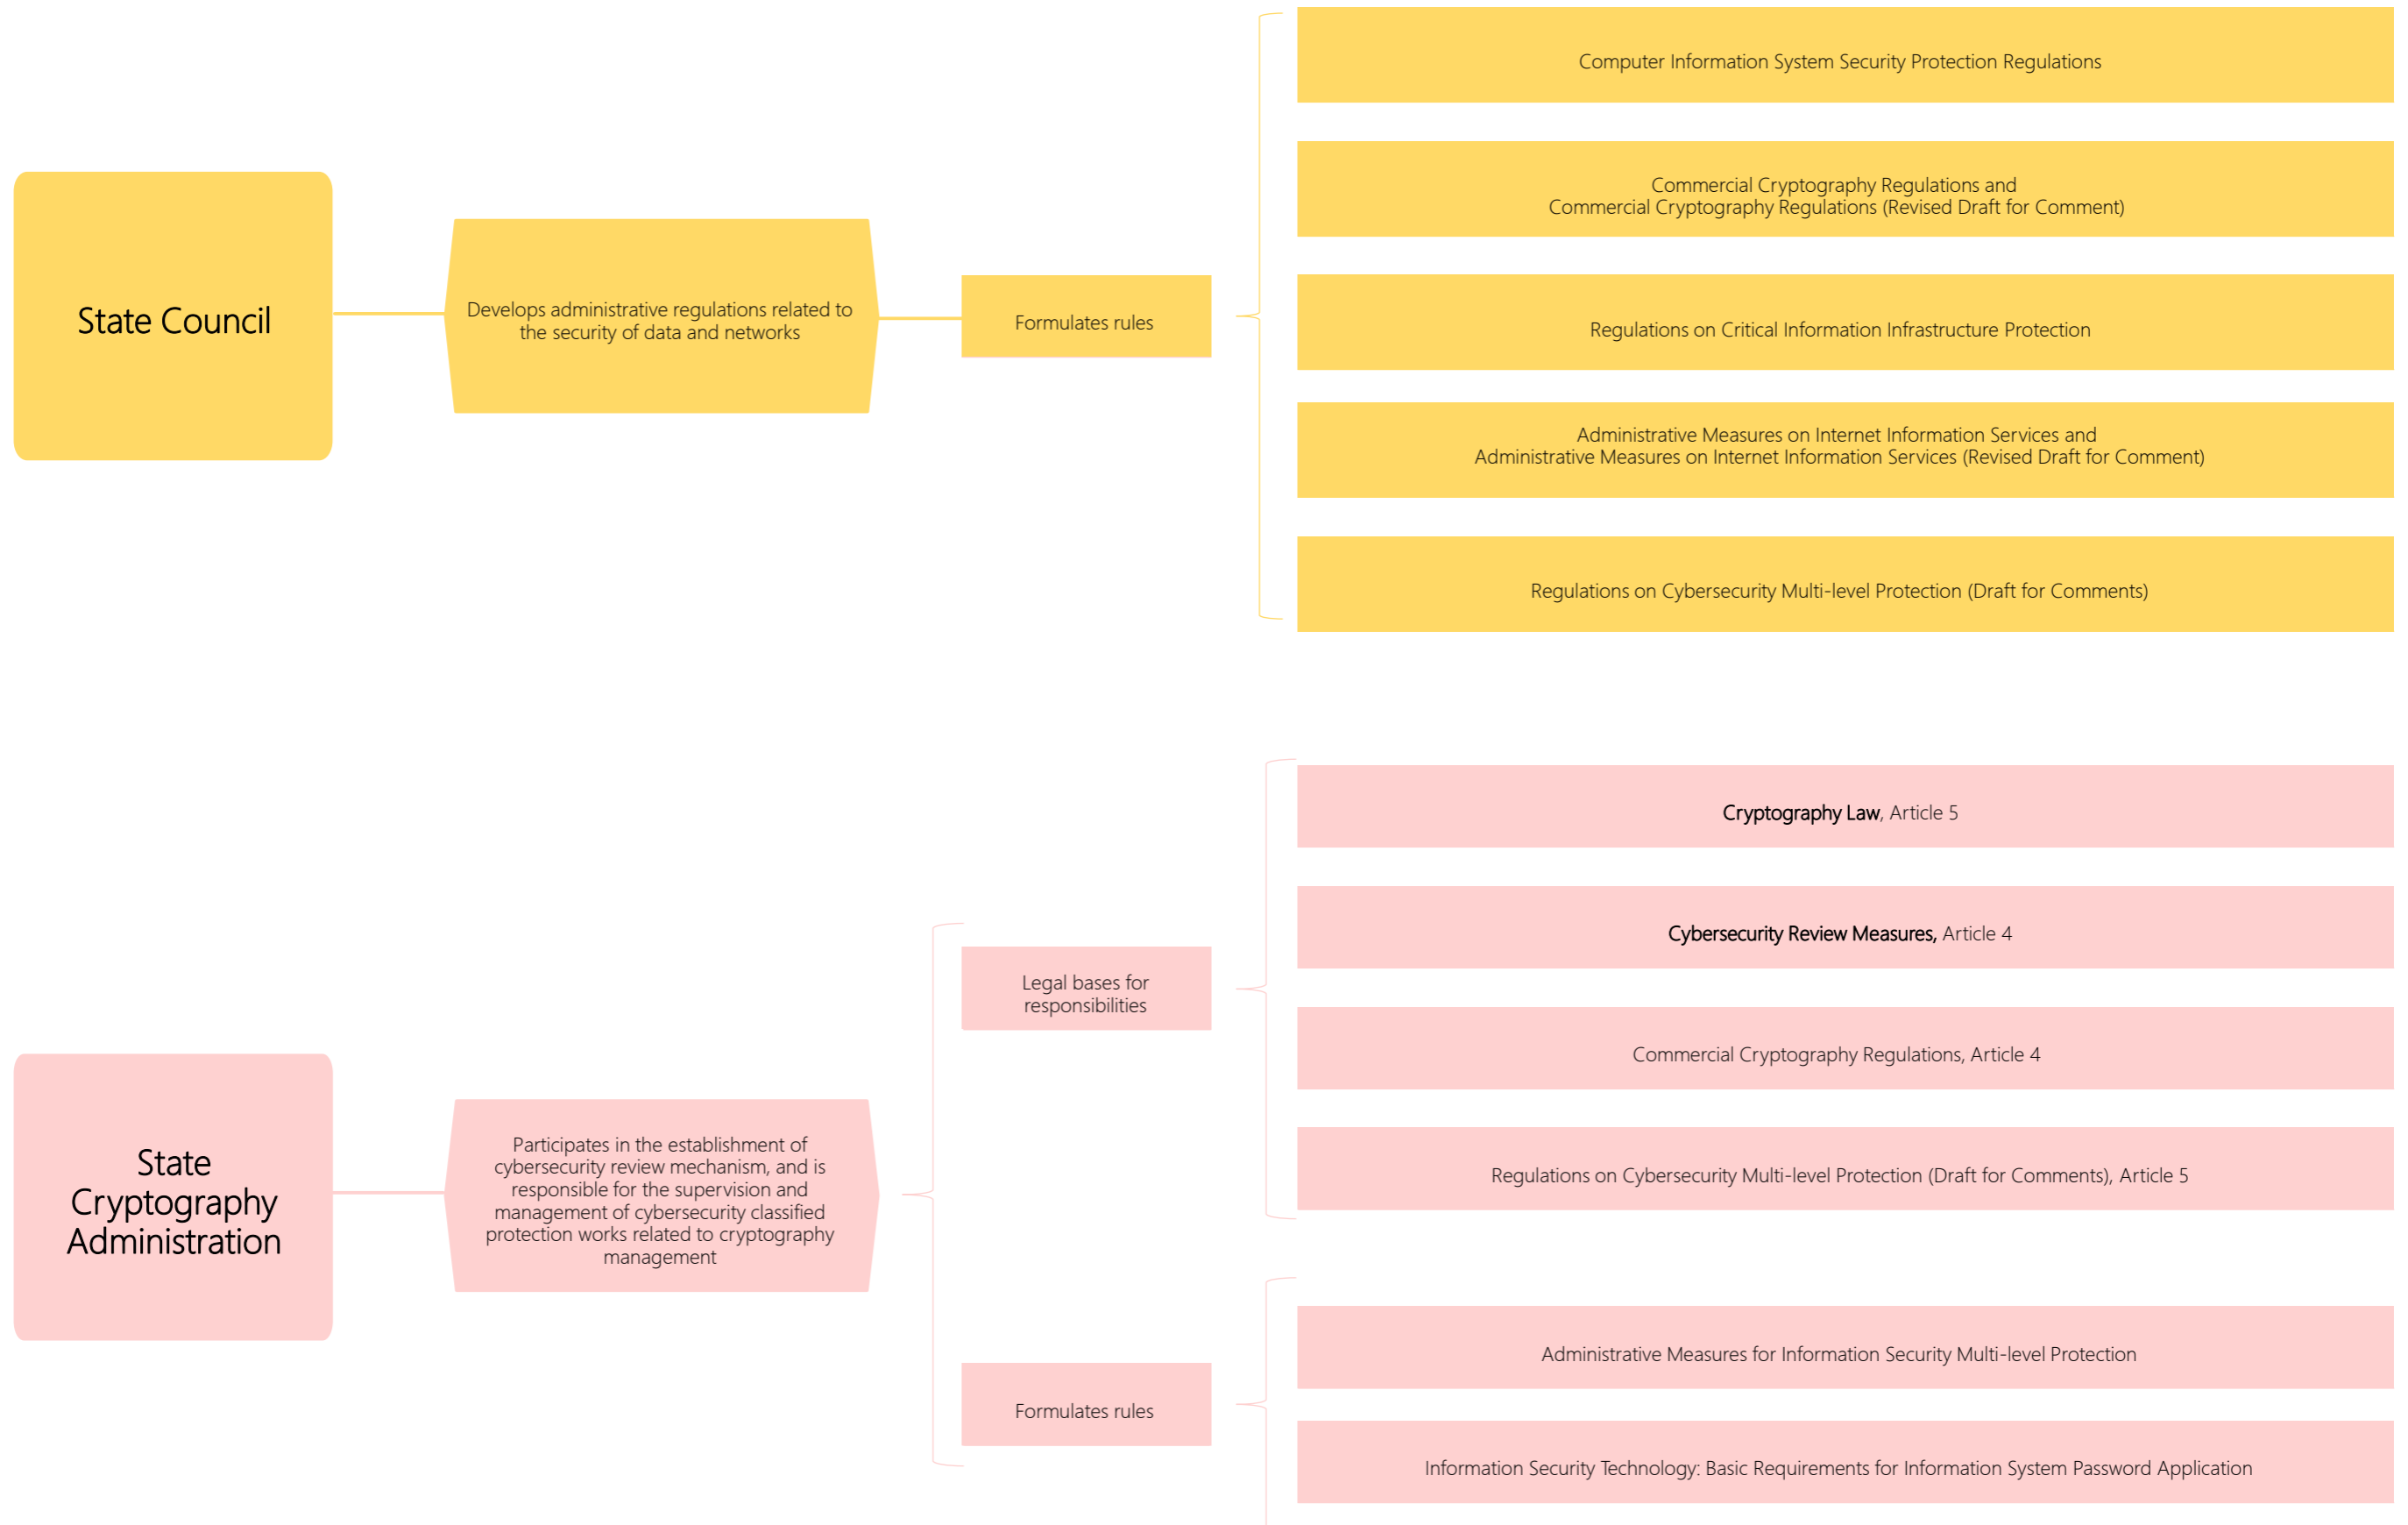 State Council
Develops administrative regulations related to
the security of data and networks
Formulates rules
Computer Information System Security Protection Regulations
Commercial Cryptography Regulations and
Commercial Cryptography Regulations (Revised Draft for Comment)
Regulations on Critical Information Infrastructure Protection
Administrative Measures on Internet Information Services and
Administrative Measures on Internet Information Services (Revised Draft for Comment)
Regulations on Cybersecurity Multi-level Protection (Draft for Comments)
State
Cryptography
Administration
Participates in the establishment of
cybersecurity review mechanism, and is
responsible for the supervision and
management of cybersecurity classified
protection works related to cryptography
management
Legal bases for
responsibilities
Cryptography Law, Article 5
Cybersecurity Review Measures, Article 4
Commercial Cryptography Regulations, Article 4
Regulations on Cybersecurity Multi-level Protection (Draft for Comments), Article 5
Formulates rules
Administrative Measures for Information Security Multi-level Protection
Information Security Technology: Basic Requirements for Information System Password Application